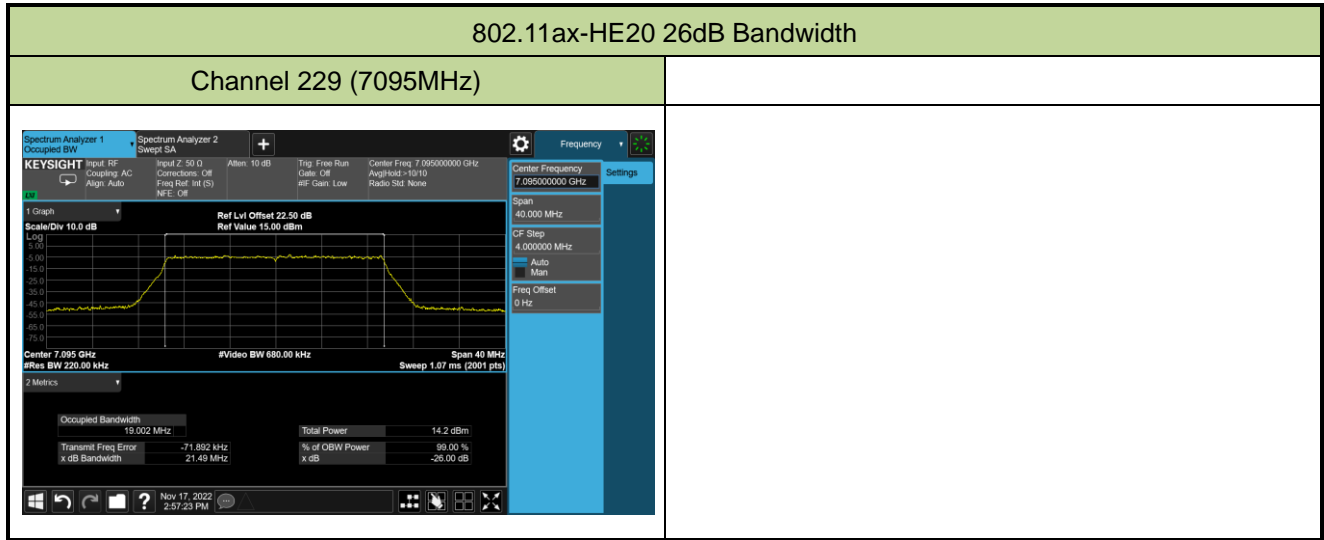 802.11ax-HE20 26dB Bandwidth
Channel 229 (7095MHz)
Spectrum Analyzer 1
Occupied BW
Spectrum Analyzer 2
Swept SA
+
Frequency
KEYSIGHT
Input: RF
Coupling: AC
Align: Auto
Input Z: 50 Ω
Corrections: Off
Freq Ref: Int (S)
NFE: Off
Atten: 10 dB
Trig: Free Run
Gate: Off
#IF Gain: Low
Center Freq: 7.095000000 GHz
Avg|Hold:>10/10
Radio Std: None
Center Frequency
7.095000000 GHz
Settings
Span
40.000 MHz
CF Step
4.000000 MHz
Auto
Man
Freq Offset
0 Hz
1 Graph
Scale/Div 10.0 dB
Ref Lvl Offset 22.50 dB
Ref Value 15.00 dBm
Log
5.00
-5.00
-15.0
-25.0
-35.0
-45.0
-55.0
-65.0
-75.0
Center 7.095 GHz
#Video BW 680.00 kHz
Span 40 MHz
#Res BW 220.00 kHz
Sweep 1.07 ms (2001 pts)
2 Metrics
Occupied Bandwidth
19.002 MHz
Total Power 14.2 dBm
Transmit Freq Error -71.892 kHz
% of OBW Power 99.00 %
x dB Bandwidth 21.49 MHz
x dB -26.00 dB
?
Nov 17, 2022
2:57:23 PM